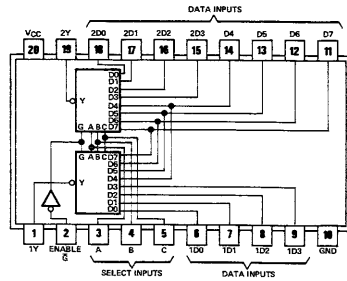 DATA INPUTS
VCC 2Y 2D0 2D1 2D2 2D3 D4 D5 D6 D7
20 19 18 17 16 15 14 13 12 11
D0
D1
D2
D3
Y D4
D5
D6
G A B C D7
D7
D6
D5
Y D4
D3
D2
D1
G A B C D0
1 2 3 4 5 6 7 8 9 10
1Y ENABLE A B C 1D0 1D1 1D2 1D3 GND
G
SELECT INPUTS DATA INPUTS